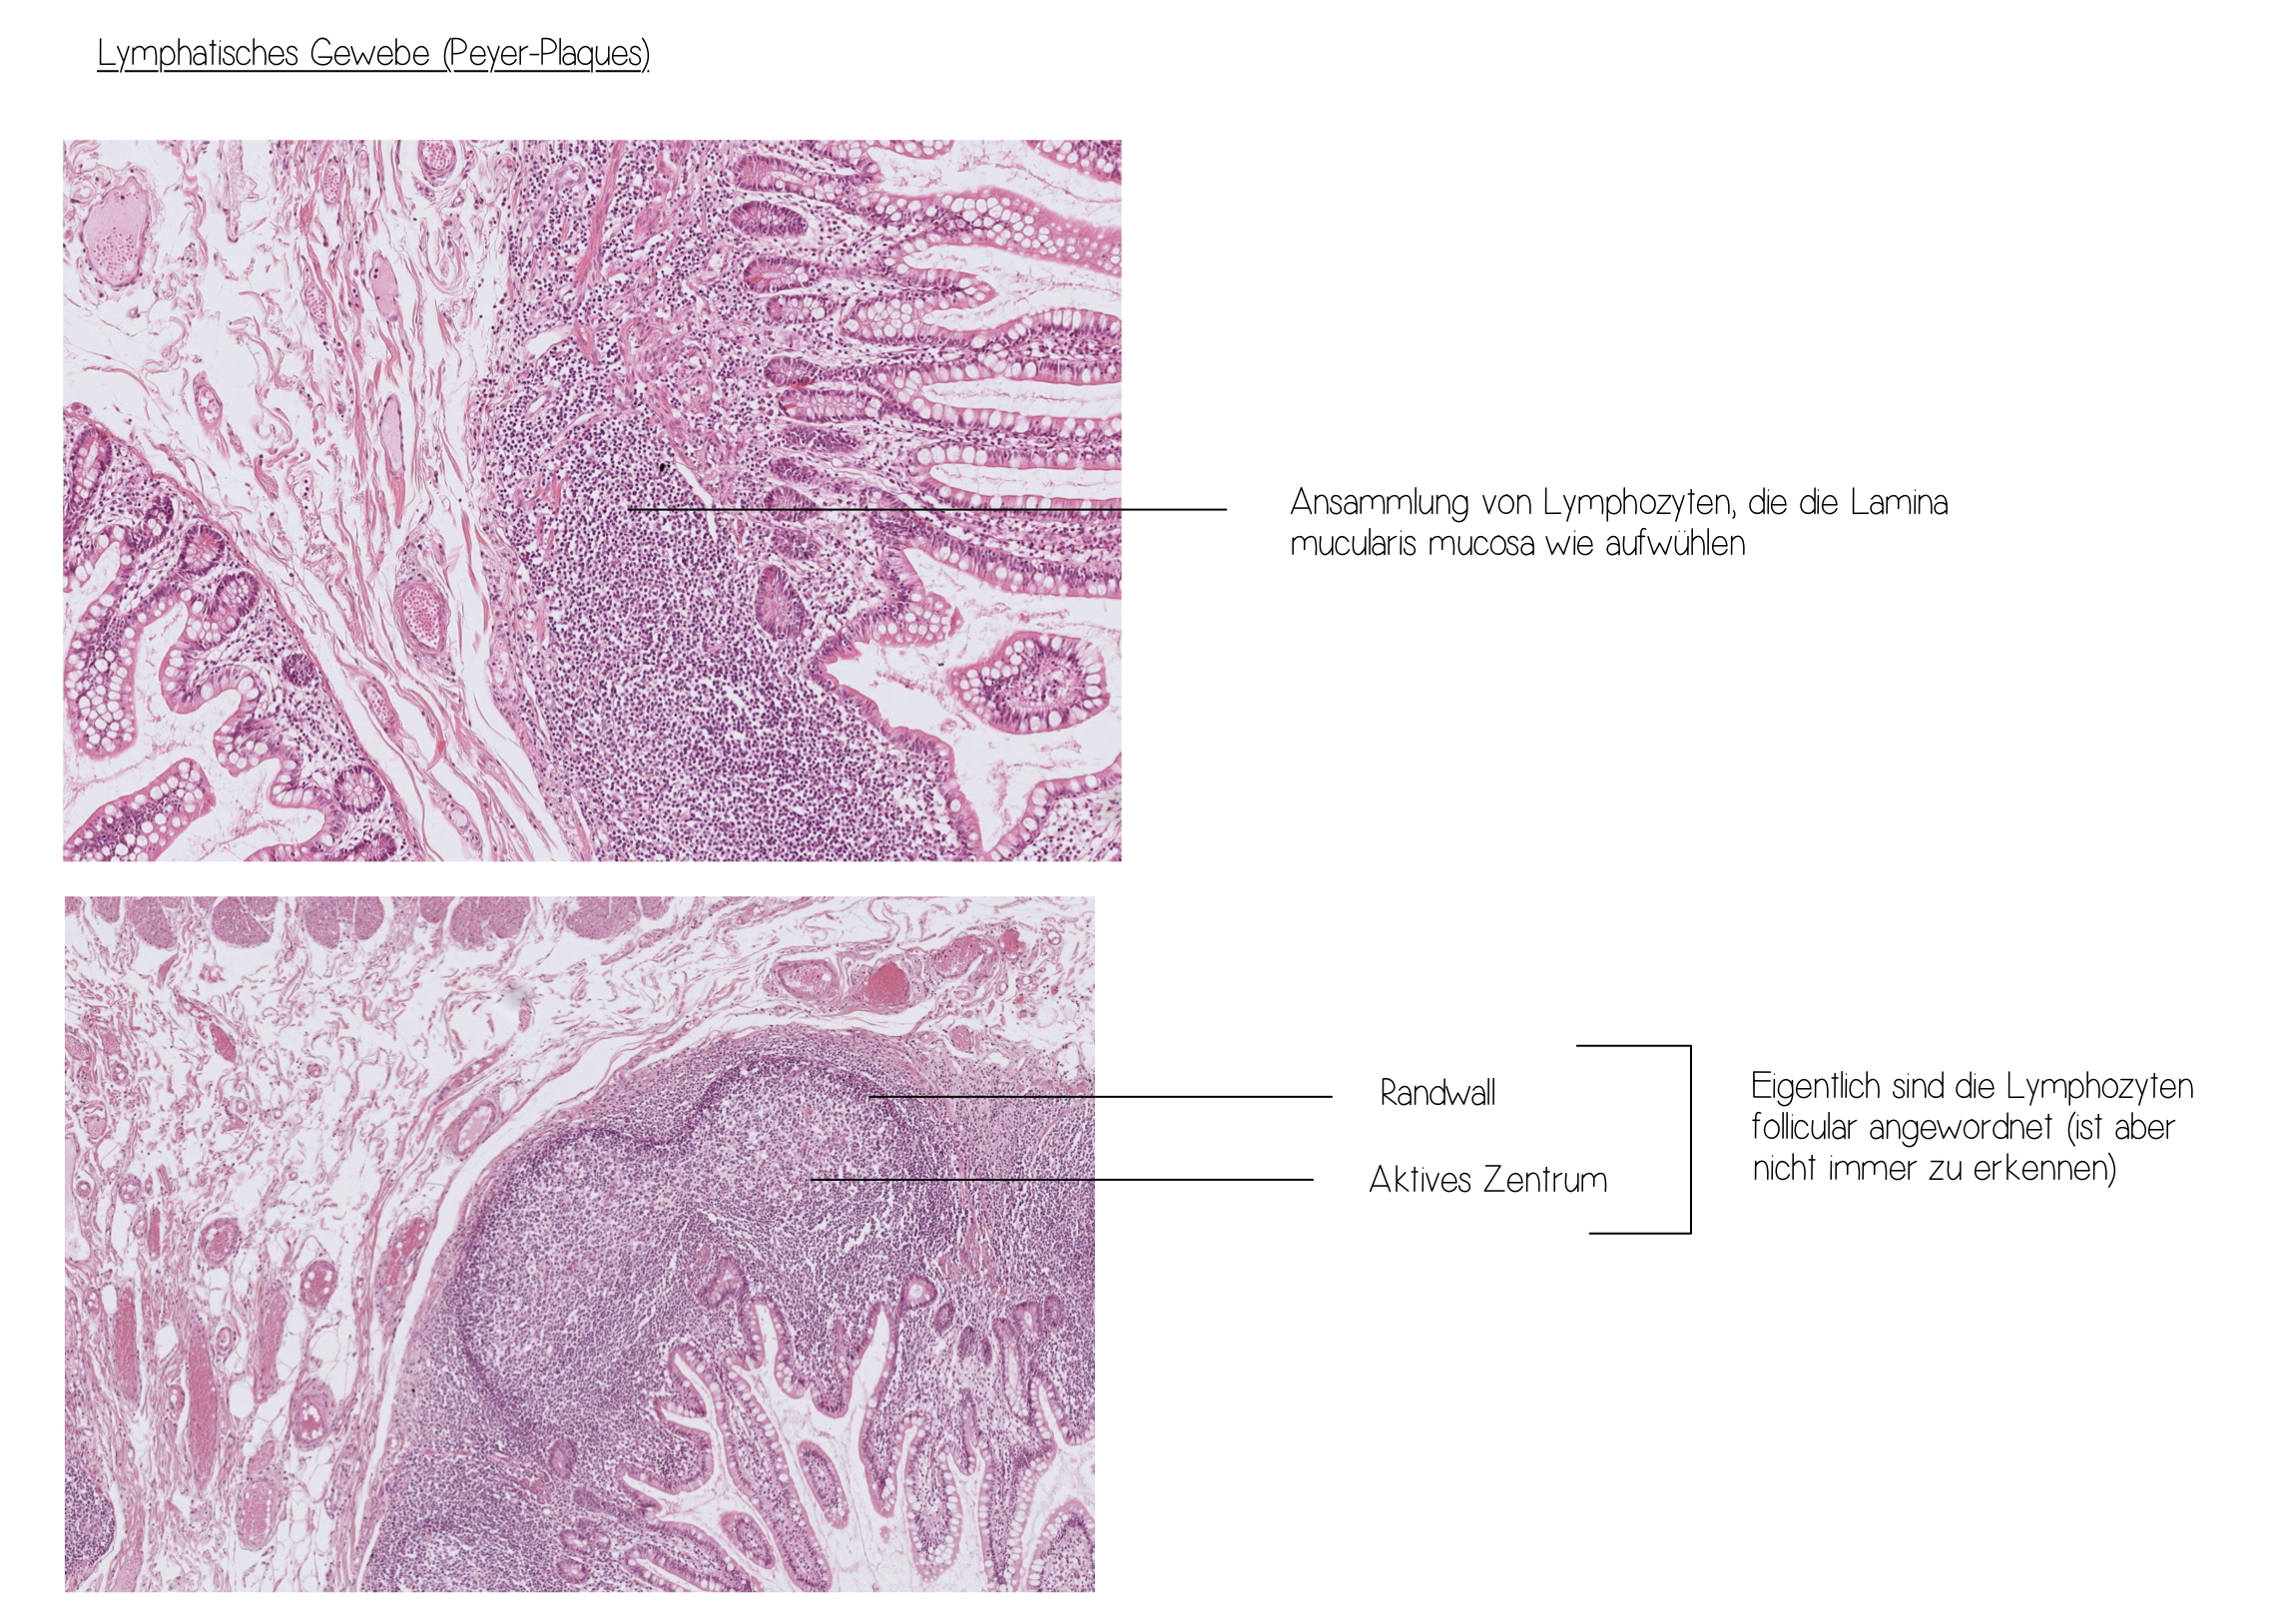 Lymphatisches Gewebe (Peyer-Plaques)
Ansammlung von Lymphozyten, die die Lamina
mucularis mucosa wie aufwühlen
Randwall
Aktives Zentrum
Eigentlich sind die Lymphozyten
follicular angewordnet (ist aber
nicht immer zu erkennen)